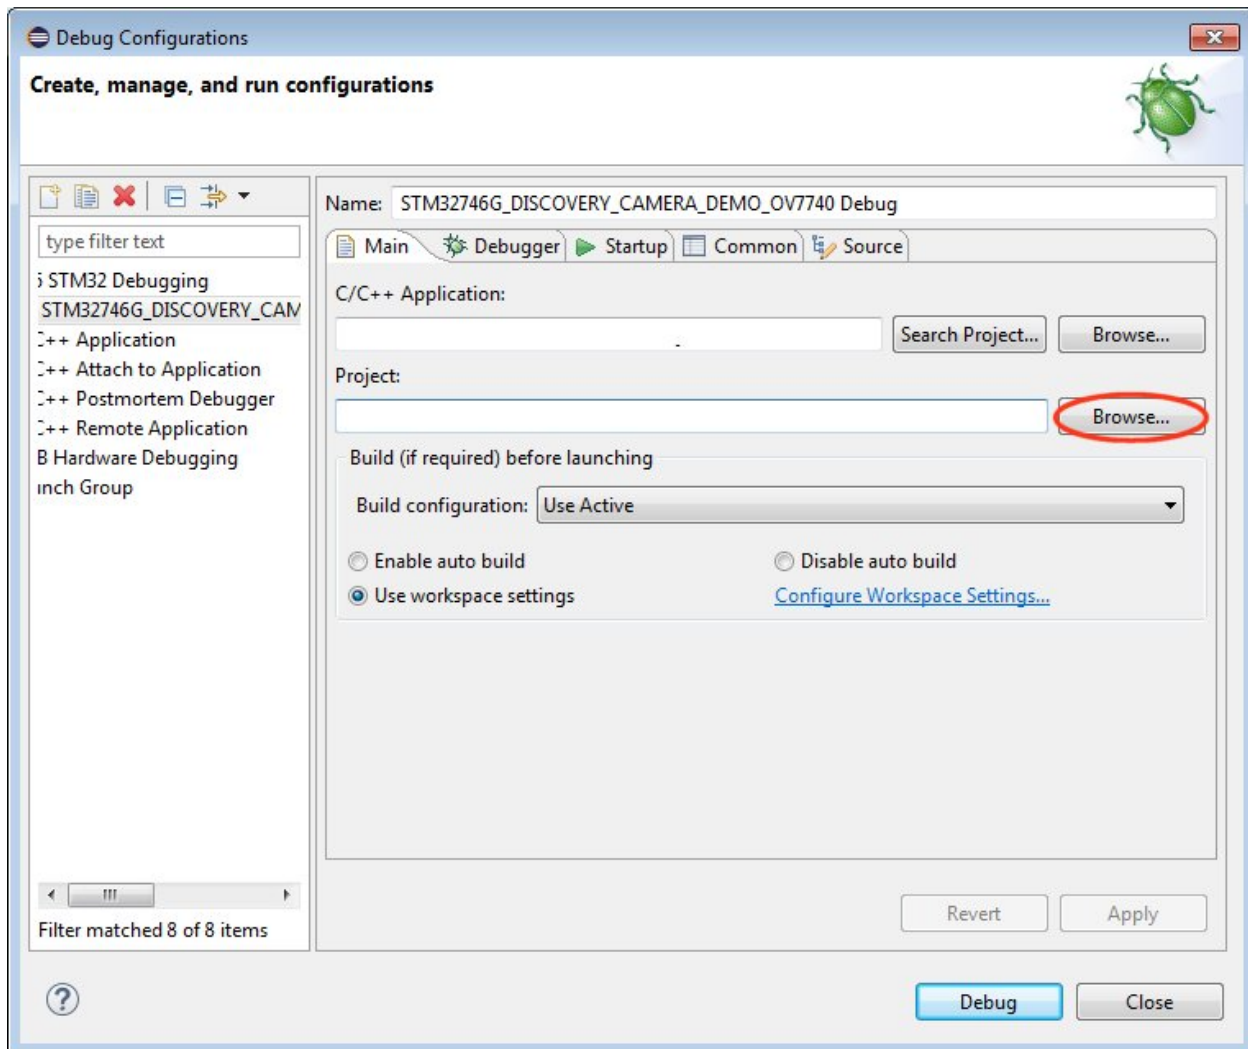 Debug Configurations
Create, manage, and run configurations
type filter text
STM32 Debugging
STM32746G_DISCOVERY_CAM
C++ Application
C++ Attach to Application
C++ Postmortem Debugger
C++ Remote Application
B Hardware Debugging
unch Group
Filter matched 8 of 8 items
Name: STM32746G_DISCOVERY_CAMERA_DEMO_OV7740 Debug
Main Debugger Startup Common Source
C/C++ Application:
Search Project... Browse...
Project:
Browse...
Build (if required) before launching
Build configuration: Use Active
Enable auto build Disable auto build
Use workspace settings Configure Workspace Settings...
Revert Apply
Debug Close